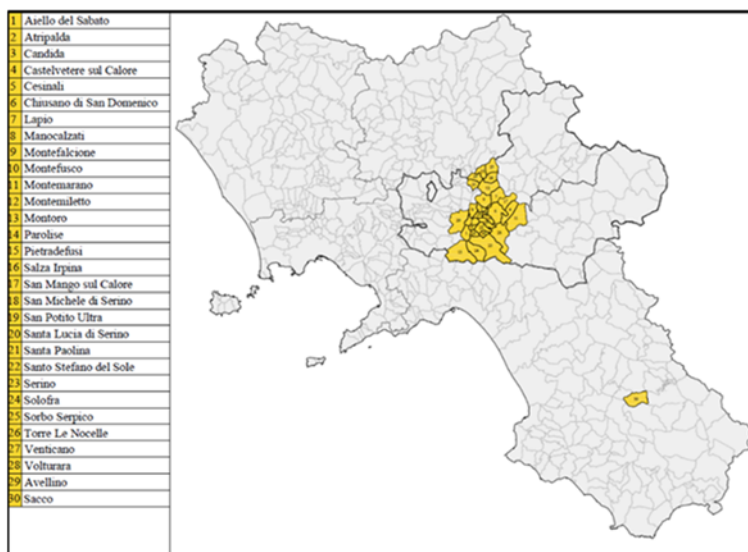 1 Aiello del Sabato
2 Atripalda
3 Candida
4 Castelvetere sul Calore
5 Cesinali
6 Chiusano di San Domenico
7 Lapio
8 Manocalzati
9 Montefalcione
10 Montefusco
11 Montemarano
12 Montemiletto
13 Montoro
14 Parolise
15 Pietradefusi
16 Salza Irpina
17 San Mango sul Calore
18 San Michele di Serino
19 San Potito Ultra
20 Santa Lucia di Serino
21 Santa Paolina
22 Santo Stefano del Sole
23 Serino
24 Solofra
25 Sorbo Serpico
26 Torre Le Nocelle
27 Venticano
28 Volturara
29 Avellino
30 Sacco